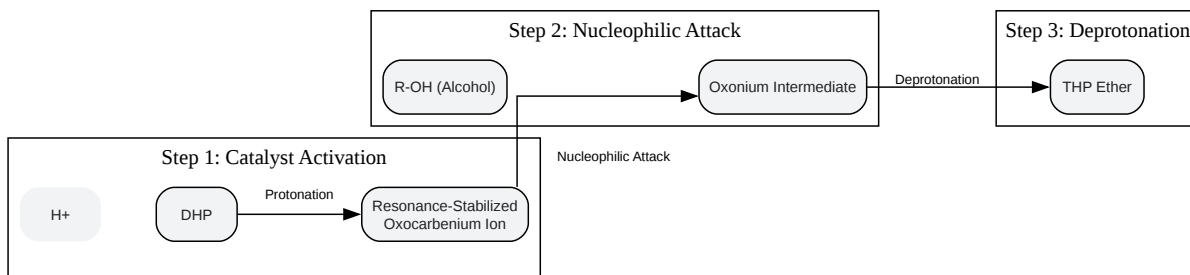 Step 2: Nucleophilic Attack
R-OH (Alcohol)
Oxonium Intermediate
Deprotonation
Step 3: Deprotonation
THP Ether
Step 1: Catalyst Activation
H+
DHP
Protonation
Resonance-Stabilized
Oxocarbenium Ion
Nucleophilic Attack